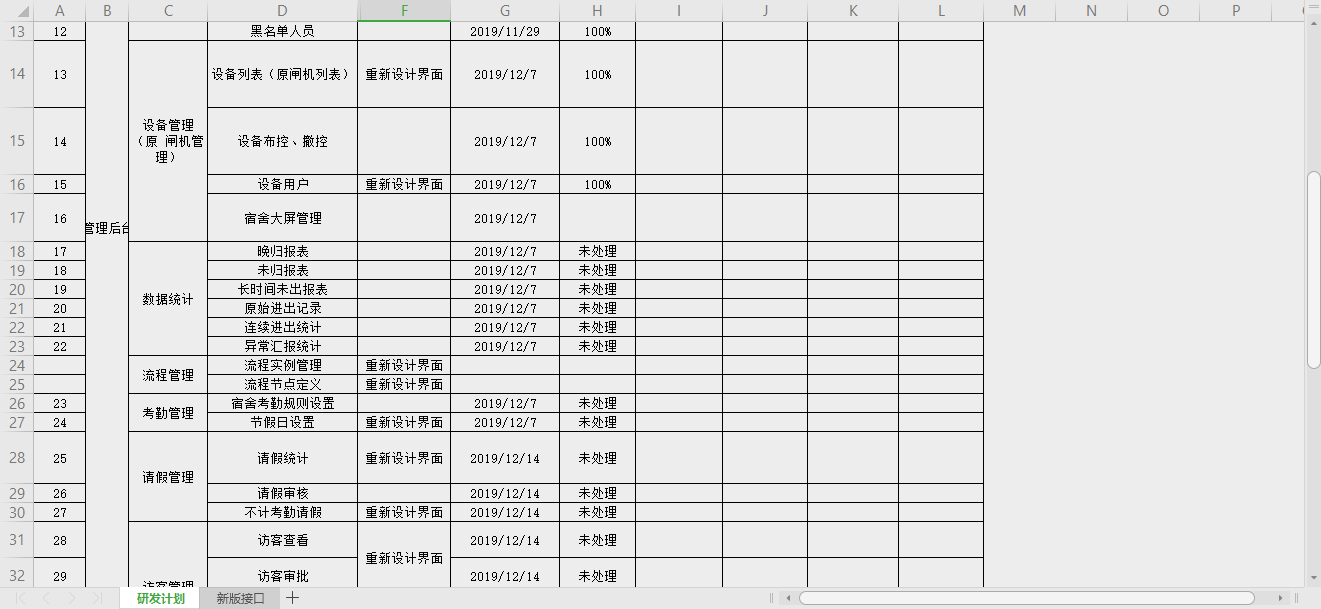 A B C D F G H I J K L M N O P
13 12 黑名单人员 2019/11/29 100%
14 13 设备列表（原闸机列表） 重新设计界面 2019/12/7 100%
设备管理
（原 闸机管
理）
15 14 设备布控、撤控 2019/12/7 100%
16 15 设备用户 重新设计界面 2019/12/7 100%
17 16 宿舍大屏管理 2019/12/7
管理后台
18 17 晚归报表 2019/12/7 未处理
19 18 未归报表 2019/12/7 未处理
20 19 长时间未出报表 2019/12/7 未处理
数据统计
21 20 原始进出记录 2019/12/7 未处理
22 21 连续进出统计 2019/12/7 未处理
23 22 异常汇报统计 2019/12/7 未处理
24 流程实例管理 重新设计界面
流程管理
25 流程节点定义 重新设计界面
26 23 宿舍考勤规则设置 2019/12/7 未处理
考勤管理
27 24 节假日设置 重新设计界面 2019/12/7 未处理
28 25 请假统计 重新设计界面 2019/12/14 未处理
请假管理
29 26 请假审核 2019/12/14 未处理
30 27 不计考勤请假 重新设计界面 2019/12/14 未处理
31 28 访客查看 2019/12/14 未处理
重新设计界面
32 29 访客审批 2019/12/14 未处理
访客管理
研发计划 新版接口